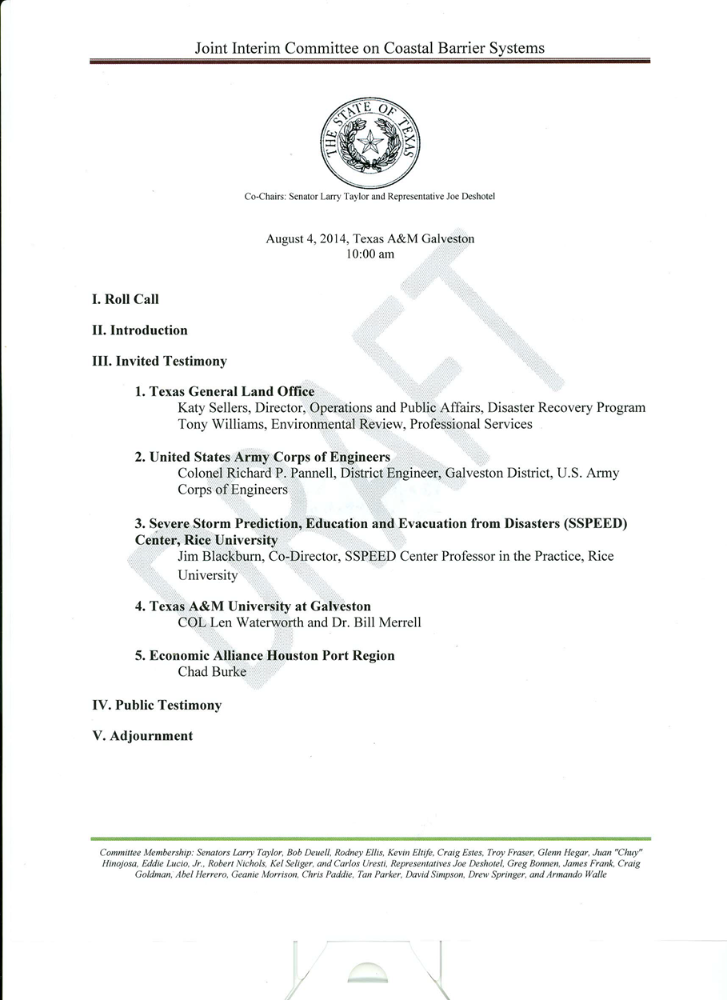 Joint Interim Committee on Coastal Barrier Systems
THE STATE OF TEXAS
Co-Chairs: Senator Larry Taylor and Representative Joe Deshotel
August 4, 2014, Texas A&M Galveston
10:00 am
DRAFT
I. Roll Call
II. Introduction
III. Invited Testimony
1. Texas General Land Office
Katy Sellers, Director, Operations and Public Affairs, Disaster Recovery Program
Tony Williams, Environmental Review, Professional Services
2. United States Army Corps of Engineers
Colonel Richard P. Pannell, District Engineer, Galveston District, U.S. Army
Corps of Engineers
3. Severe Storm Prediction, Education and Evacuation from Disasters (SSPEED)
Center, Rice University
Jim Blackburn, Co-Director, SSPEED Center Professor in the Practice, Rice
University
4. Texas A&M University at Galveston
COL Len Waterworth and Dr. Bill Merrell
5. Economic Alliance Houston Port Region
Chad Burke
IV. Public Testimony
V. Adjournment
Committee Membership: Senators Larry Taylor, Bob Deuell, Rodney Ellis, Kevin Eltife, Craig Estes, Troy Fraser, Glenn Hegar, Juan "Chuy"
Hinojosa, Eddie Lucio, Jr., Robert Nichols, Kel Seliger, and Carlos Uresti, Representatives Joe Deshotel, Greg Bonnen, James Frank, Craig
Goldman, Abel Herrero, Geanie Morrison, Chris Paddie, Tan Parker, David Simpson, Drew Springer, and Armando Walle